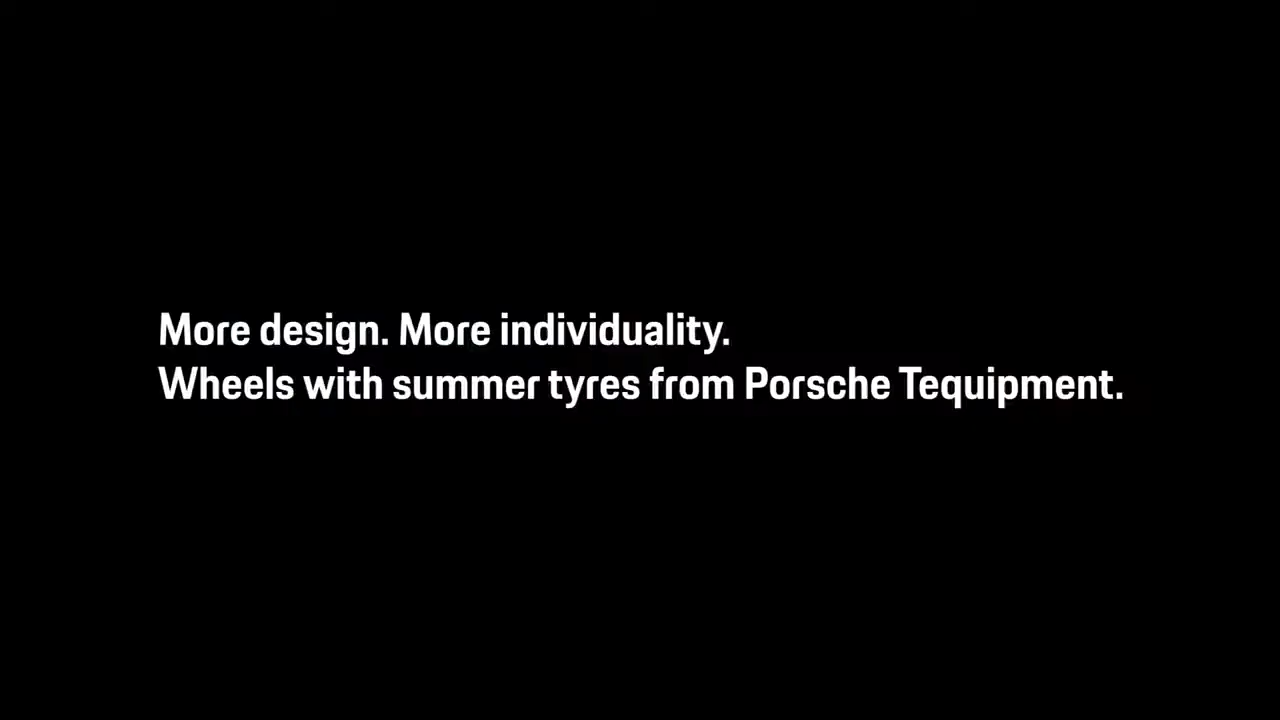 More design. More individuality.
Wheels with summer tyres from Porsche Tequipment.